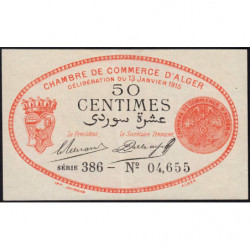 CHAMBRE DE COMMERCE D'ALGER
DÉLIBÉRATION DU 13 JANVIER 1915
50
CENTIMES
عشرة سوردي
Le Président, le Secrétaire Trésorier
SÉRIE 386 – Nº 04,655